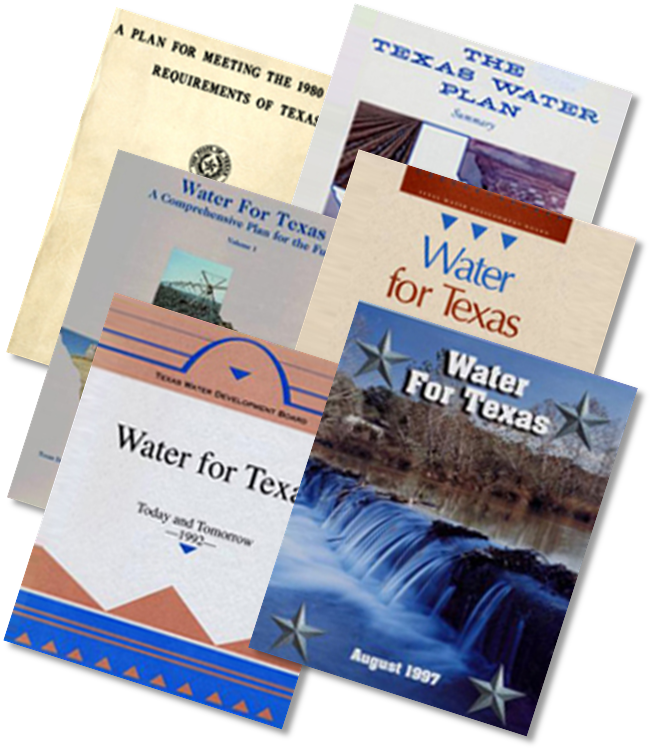 A PLAN FOR MEETING THE 1980
REQUIREMENTS OF TEXAS
THE
TEXAS WATER
PLAN
Summary
Water For Texas
A Comprehensive Plan for the Fu
Volume I
TEXAS WATER DEVELOPMENT BOARD
Water
for Texas
TEXAS WATER DEVELOPMENT BOARD
Water for Texa
Today and Tomorrow
—1992—
Water
For Texas
August 1997